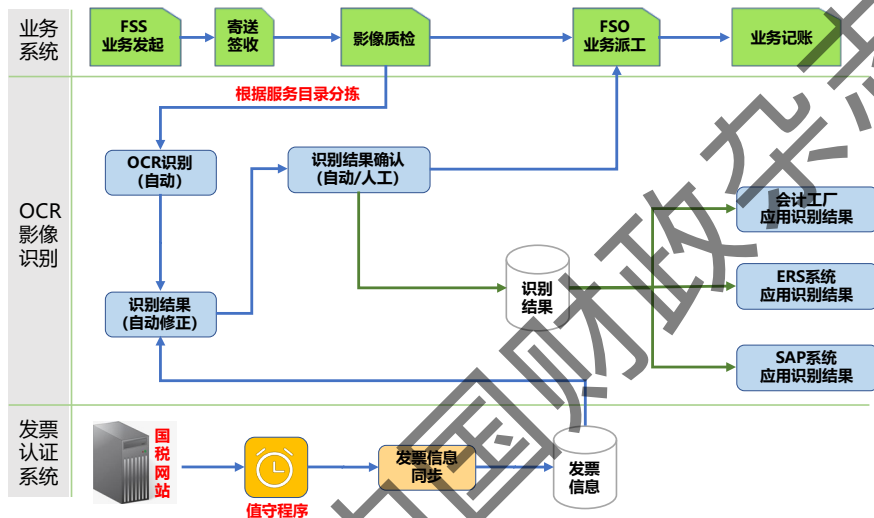 业务
系统
FSS
业务发起
寄送
签收
影像质检
FSO
业务派工
业务记账
根据服务目录分拣
OCR
影像
识别
OCR识别
(自动)
识别结果确认
(自动/人工)
识别结果
(自动修正)
识别
结果
会计工厂
应用识别结果
ERS系统
应用识别结果
SAP系统
应用识别结果
发票
认证
系统
国
税
网
站
值守程序
发票信息
同步
发票
信息
中国财政杂志